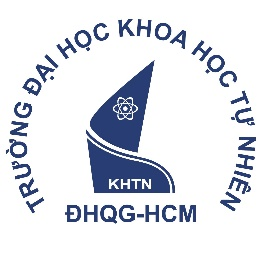 TRƯỜNG ĐẠI HỌC KHOA HỌC TỰ NHIÊN
KHTN
ĐHQG-HCM